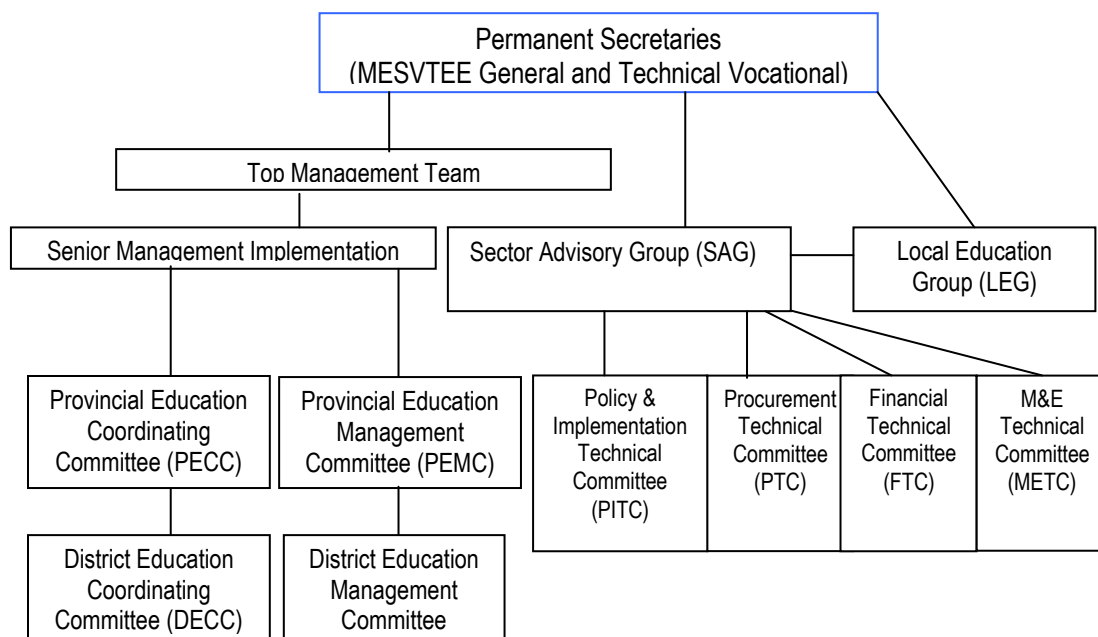 Permanent Secretaries
(MESVTEE General and Technical Vocational)
Top Management Team
Senior Management Implementation
Sector Advisory Group (SAG)
Local Education
Group (LEG)
Provincial Education
Coordinating
Committee (PECC)
Provincial Education
Management
Committee (PEMC)
Policy &
Implementation
Technical
Committee
(PITC)
Procurement
Technical
Committee
(PTC)
Financial
Technical
Committee
(FTC)
M&E
Technical
Committee
(METC)
District Education
Coordinating
Committee (DECC)
District Education
Management
Committee